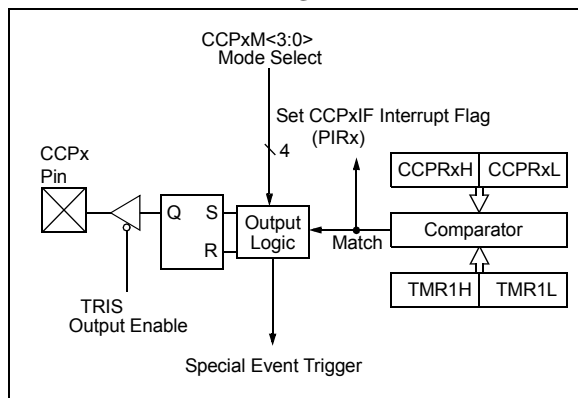 CCPxM<3:0>
Mode Select
Set CCPxIF Interrupt Flag
(PIRx)
4
CCPx
Pin
CCPRxH CCPRxL
Q S
R
Output
Logic
Match
Comparator
TRIS
Output Enable
TMR1H TMR1L
Special Event Trigger